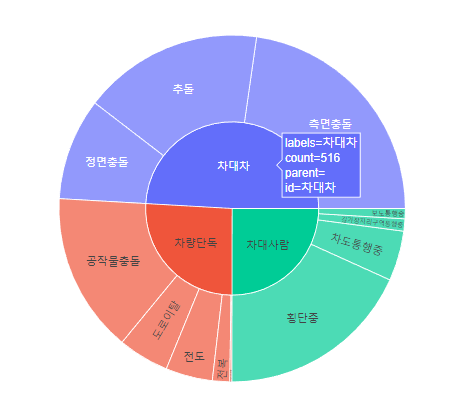 추돌
측면충돌
정면충돌
차대차
labels=차대차
count=516
parent=
id=차대차
보도통행중
차도통행중
차량단독
차대사람
공작물충돌
도로이탈
전도
전복
횡단중